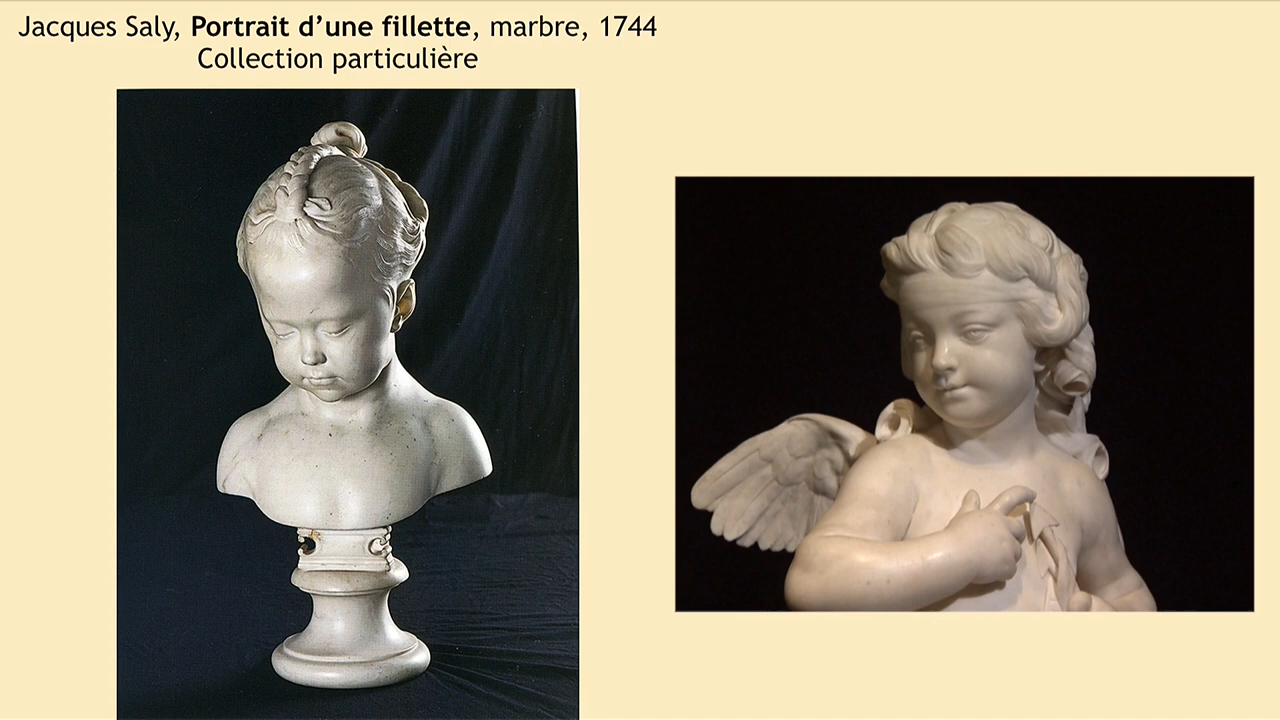 Jacques Saly, Portrait d’une fillette, marbre, 1744
Collection particulière